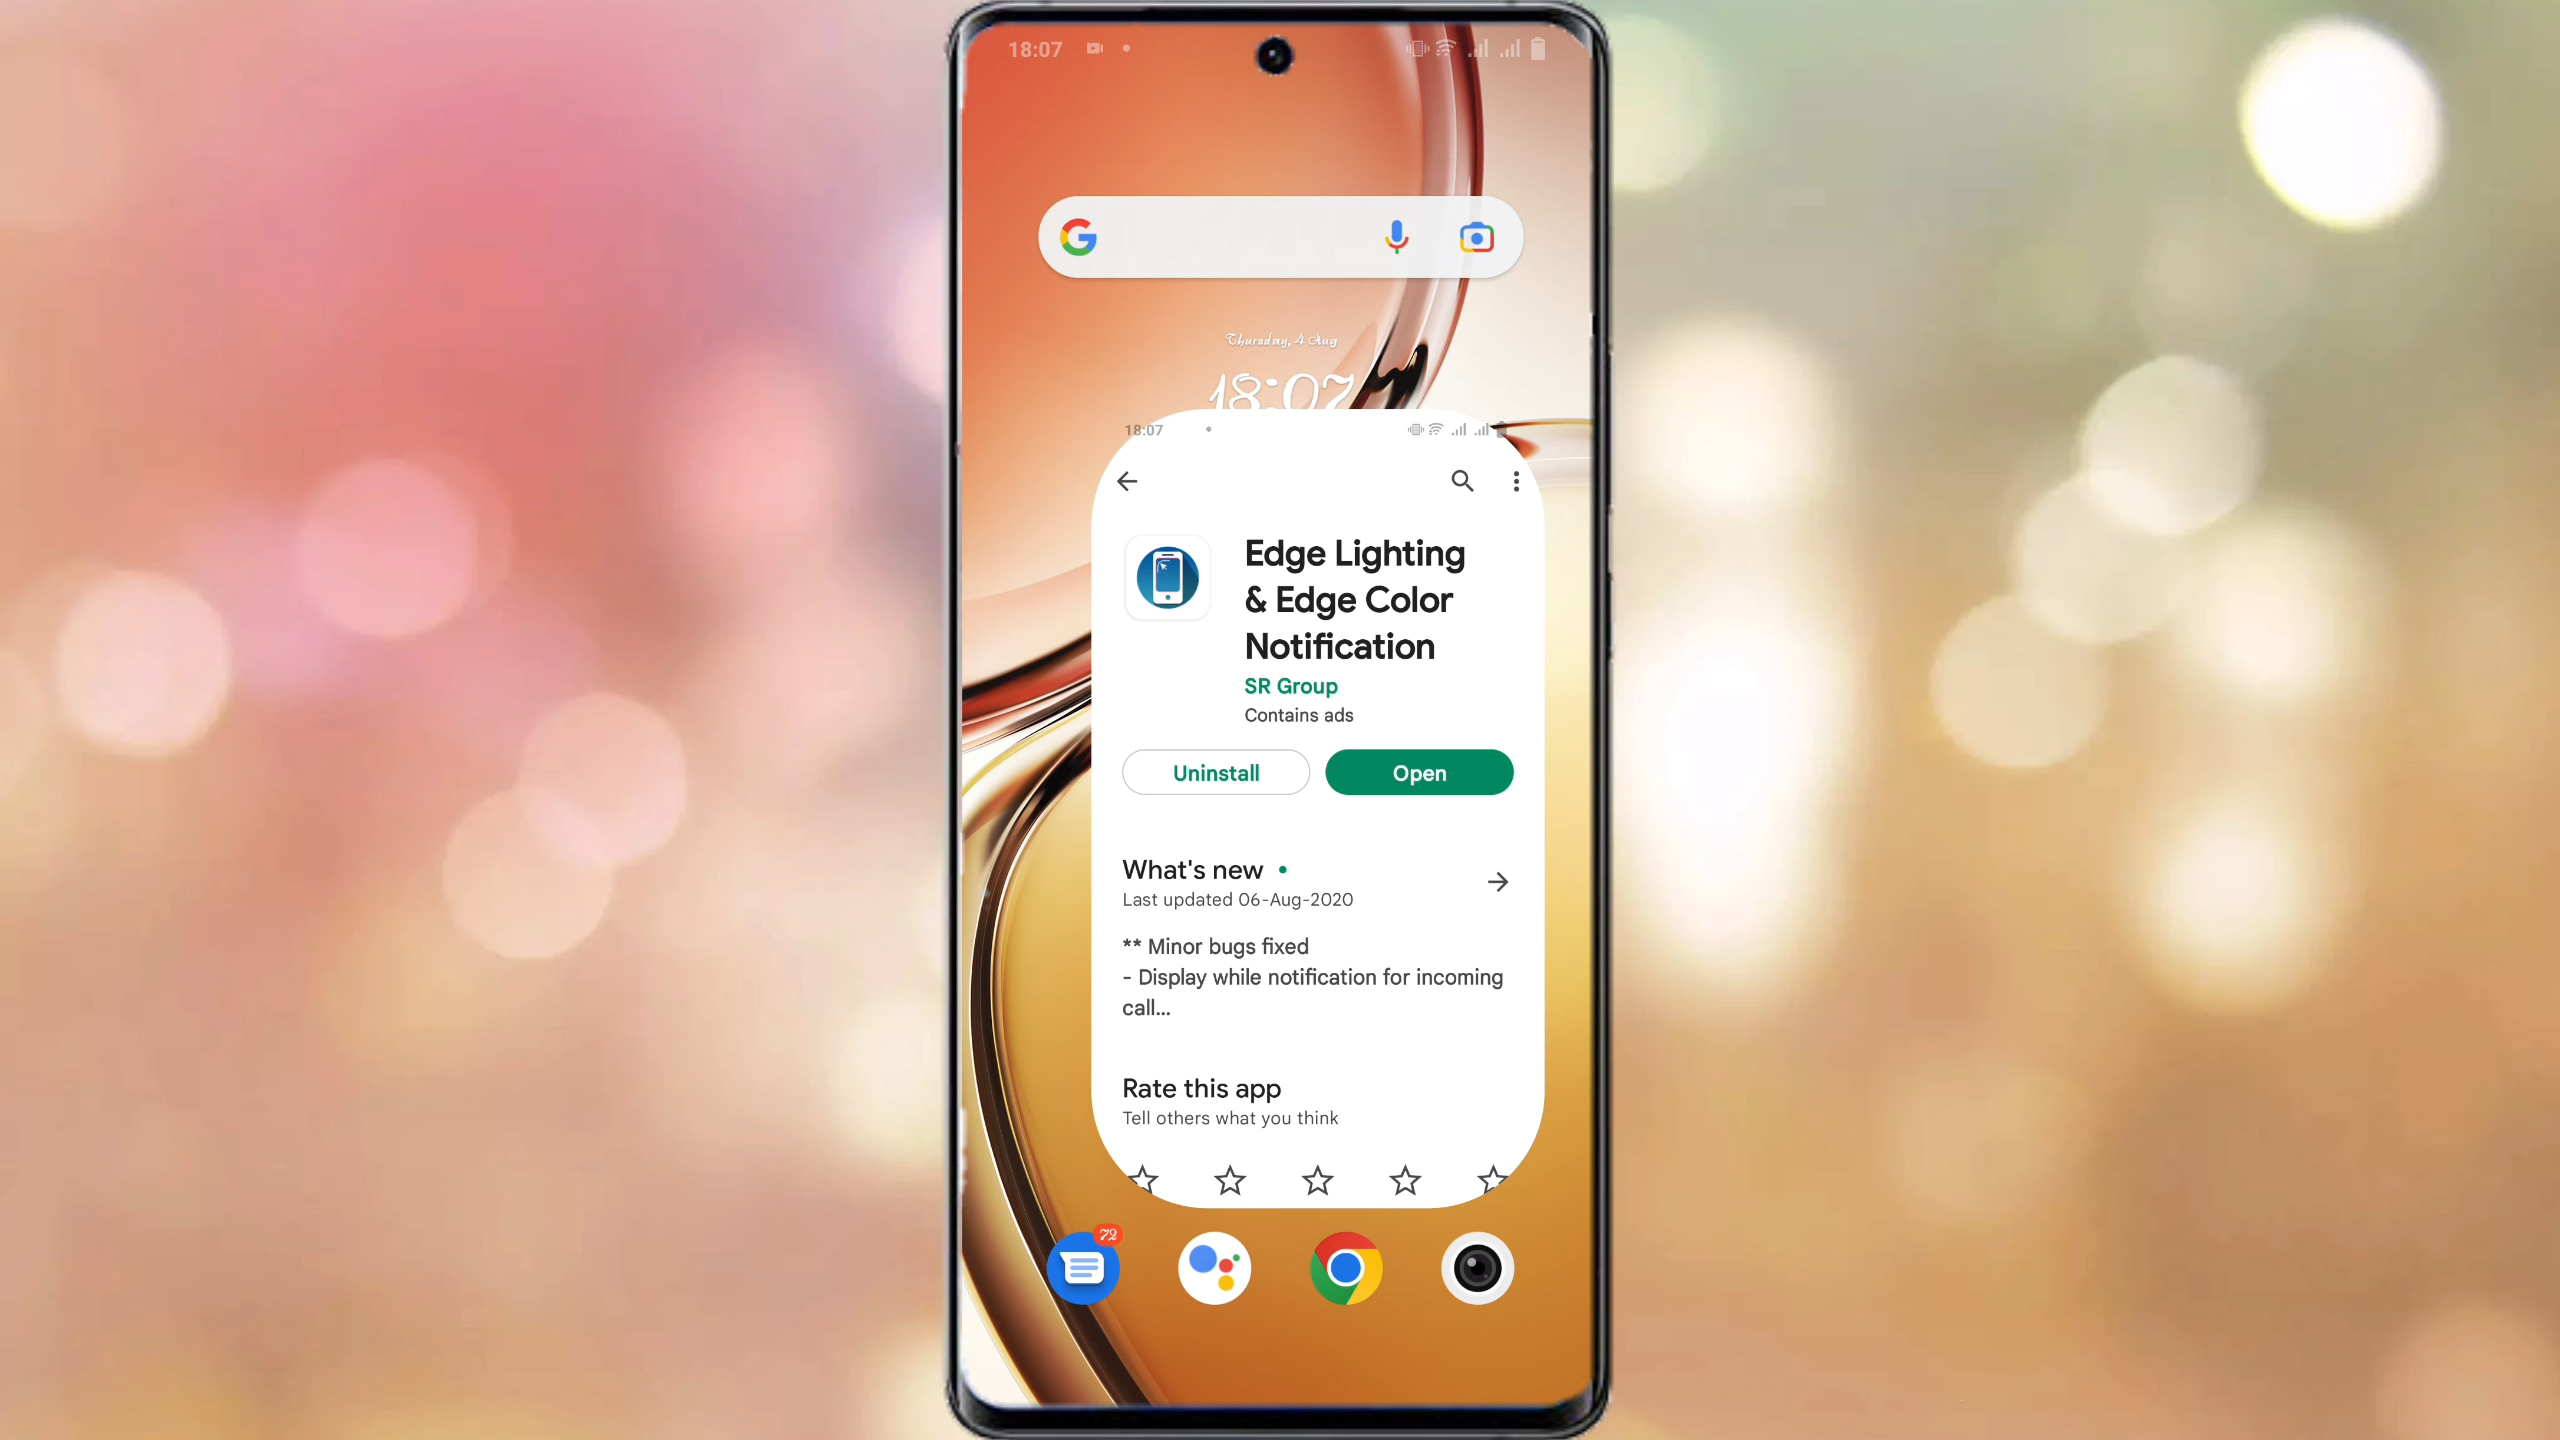 18:07
Thursday, 4 Aug
18:07
18:07
Edge Lighting
& Edge Color
Notification
SR Group
Contains ads
Uninstall
Open
What's new
Last updated 06-Aug-2020
** Minor bugs fixed
- Display while notification for incoming
call...
Rate this app
Tell others what you think
72